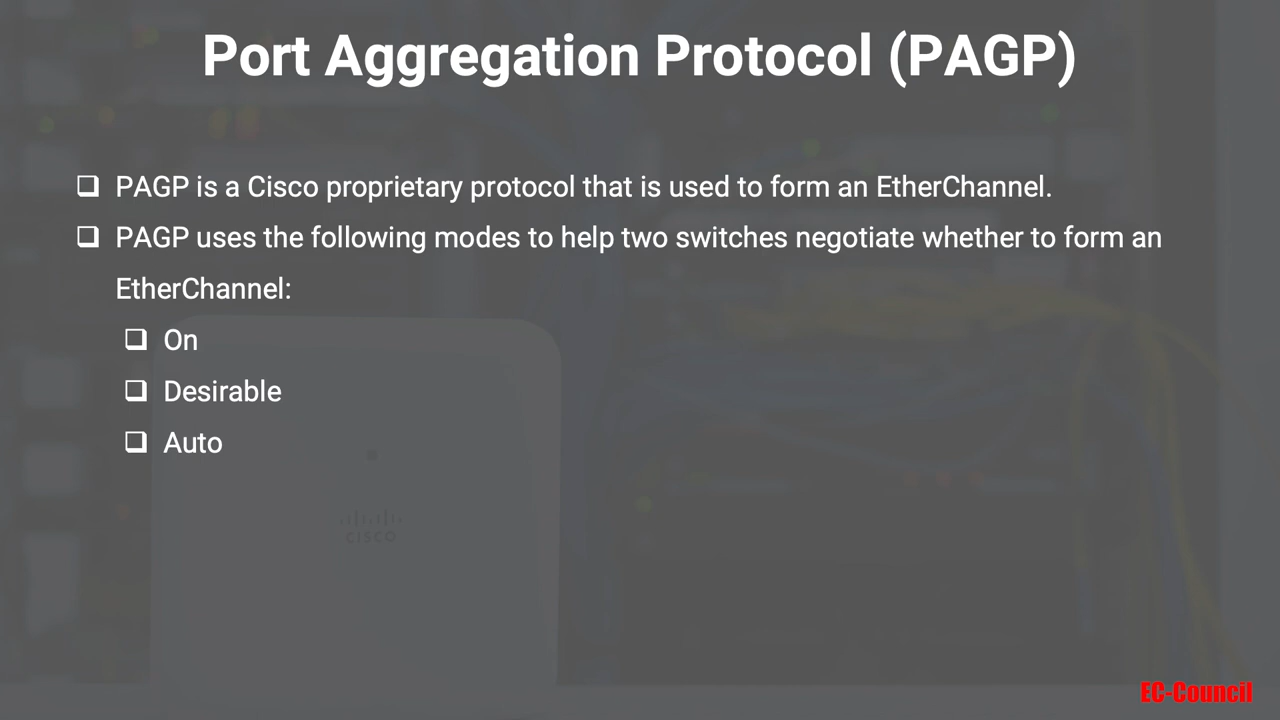 Port Aggregation Protocol (PAGP)
❑ PAGP is a Cisco proprietary protocol that is used to form an EtherChannel.
❑ PAGP uses the following modes to help two switches negotiate whether to form an
EtherChannel:
❑ On
❑ Desirable
❑ Auto
CISCO
EC-Council